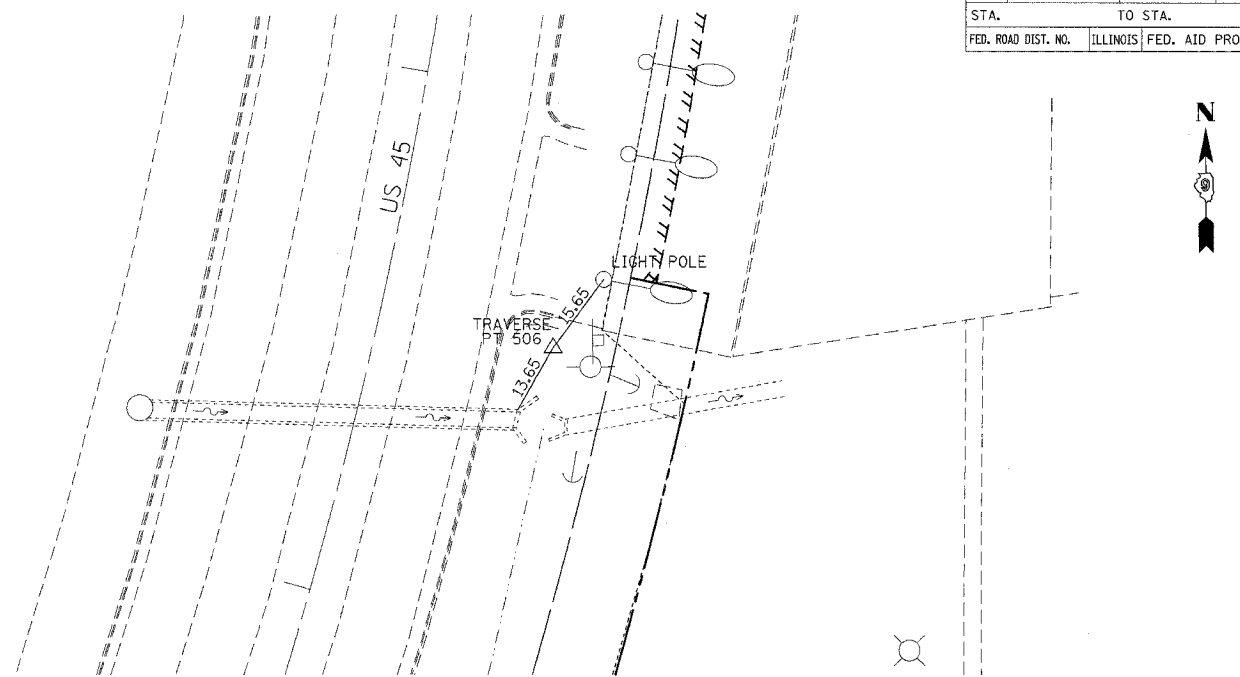 STA. TO STA.
FED. ROAD DIST. NO. ILLINOIS FED. AID PRO
N
US 45
LIGHT POLE
15.65
TRAVERSE
PT 506
13.65